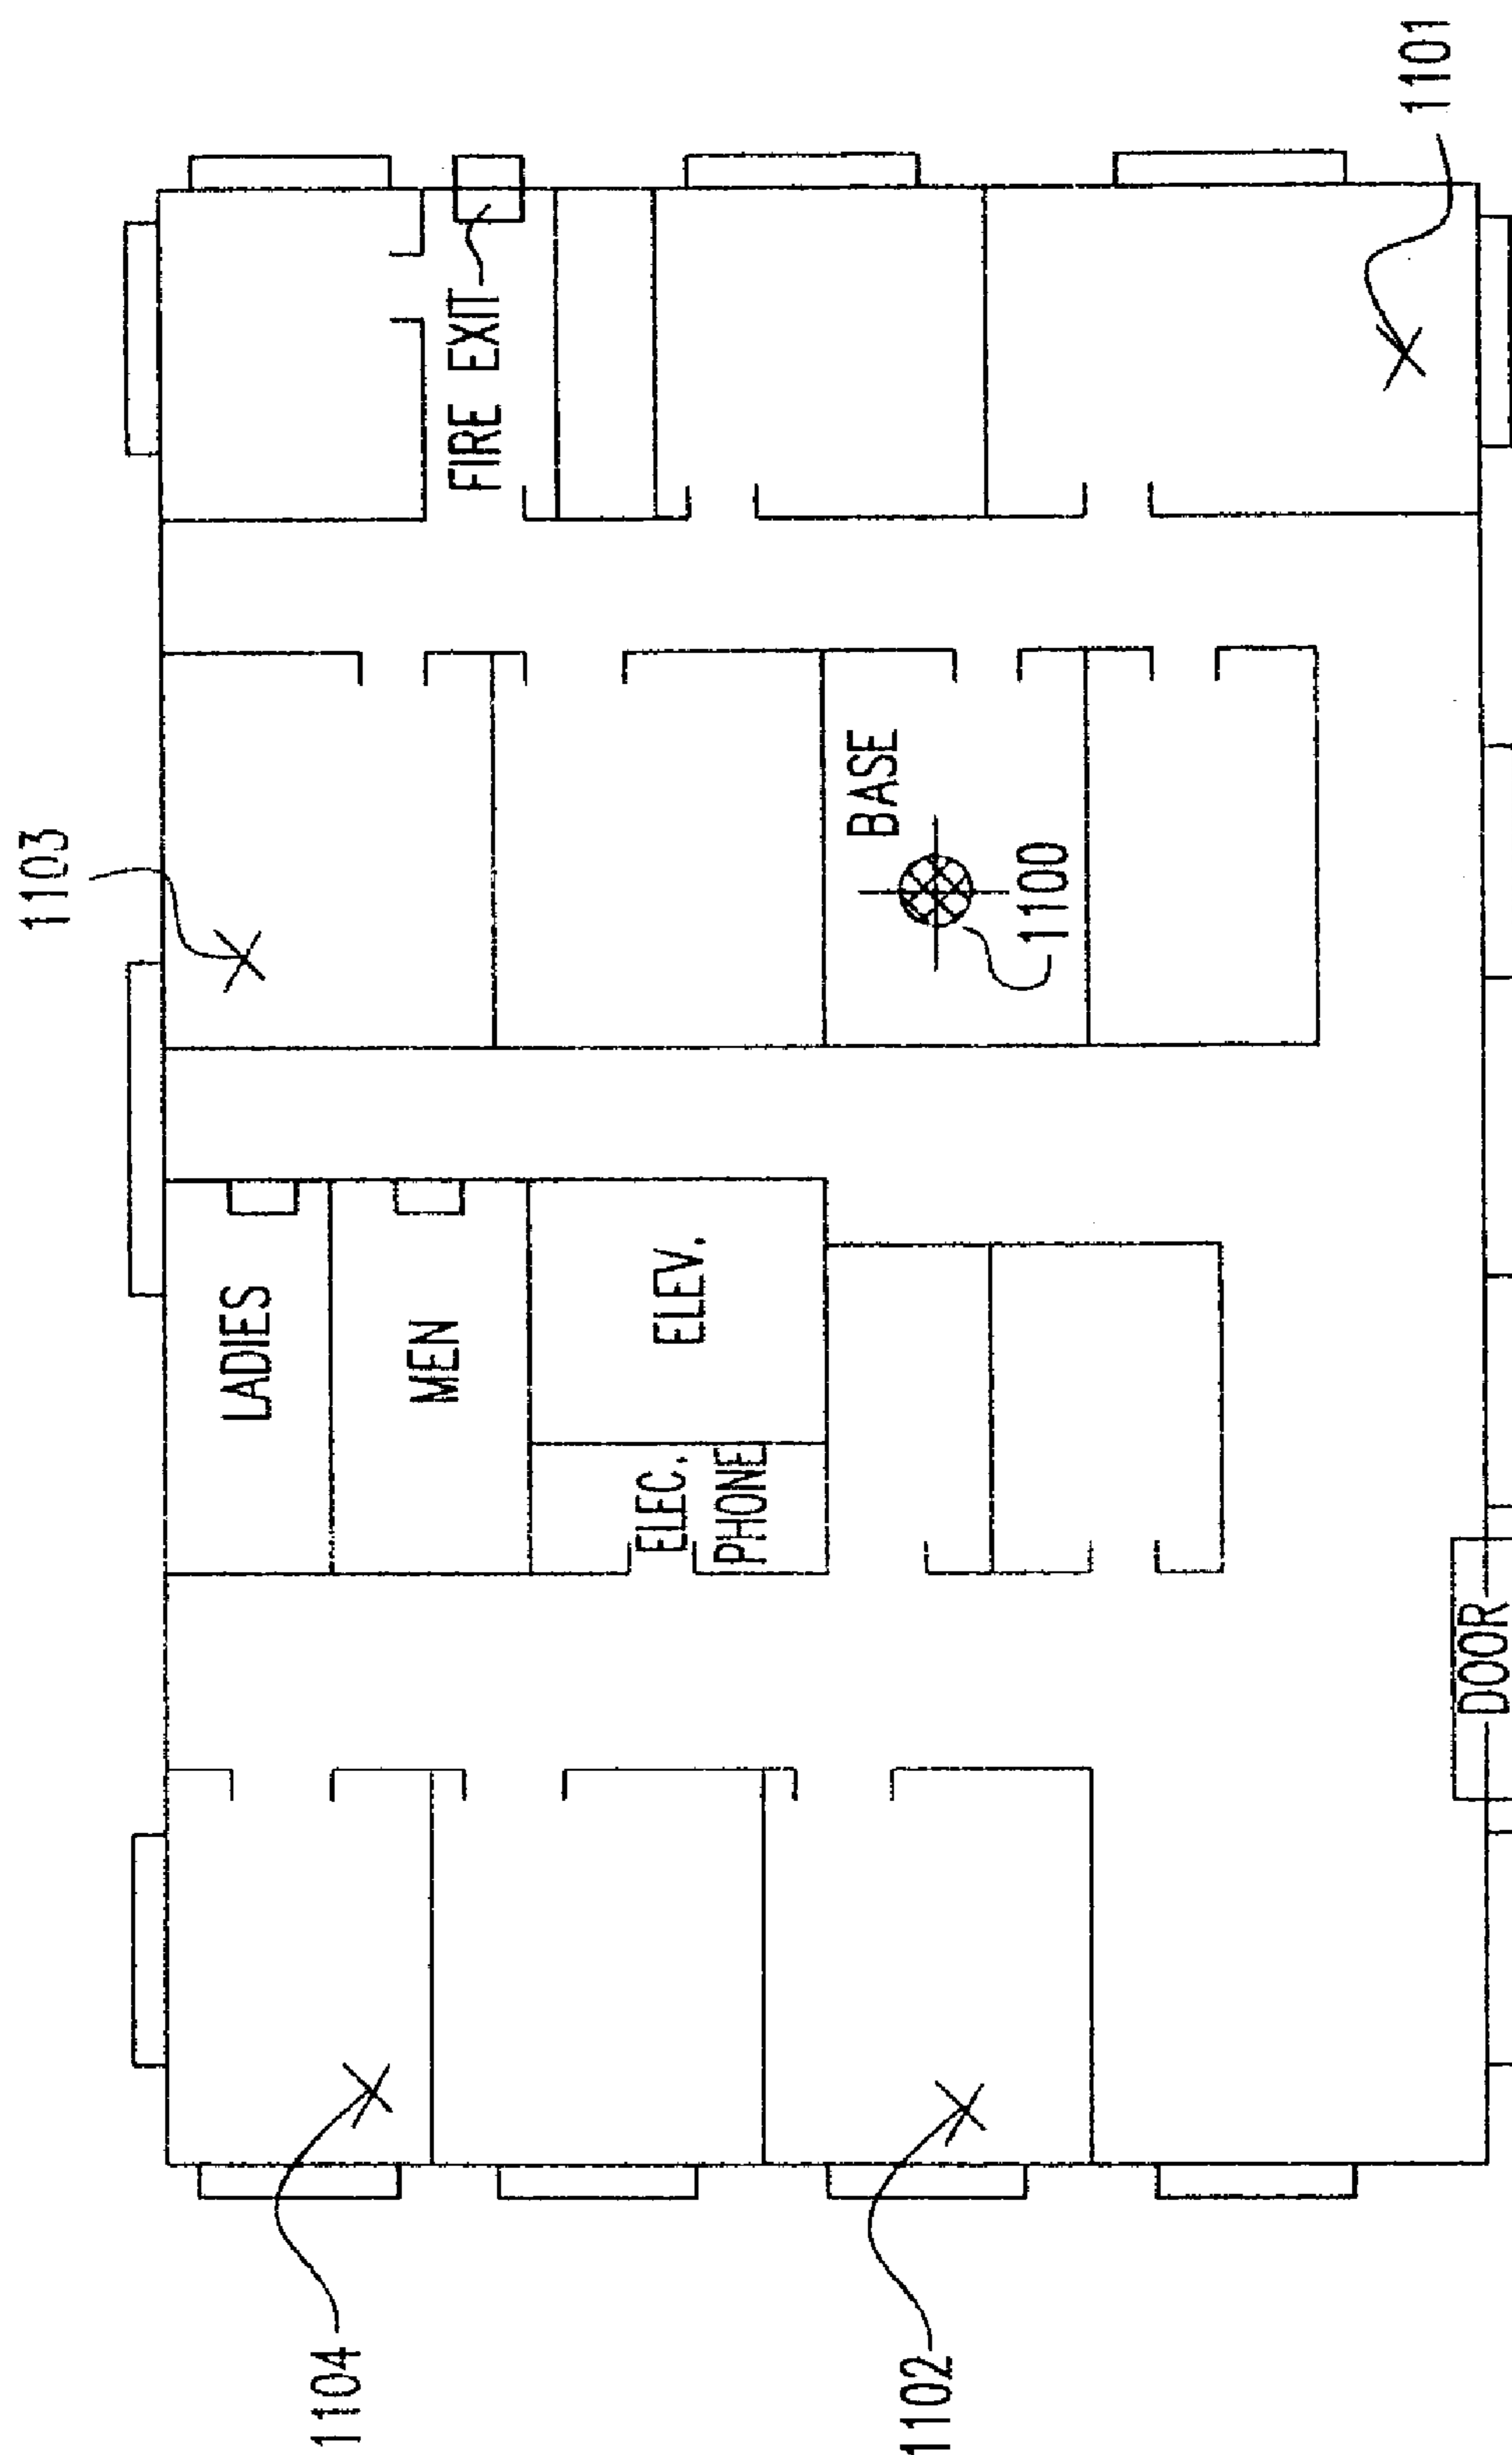 1104
1102
LADIES
MEN
ELEC.
PHONE
ELEV.
DOOR
1103
BASE
1100
FIRE EXIT
1101